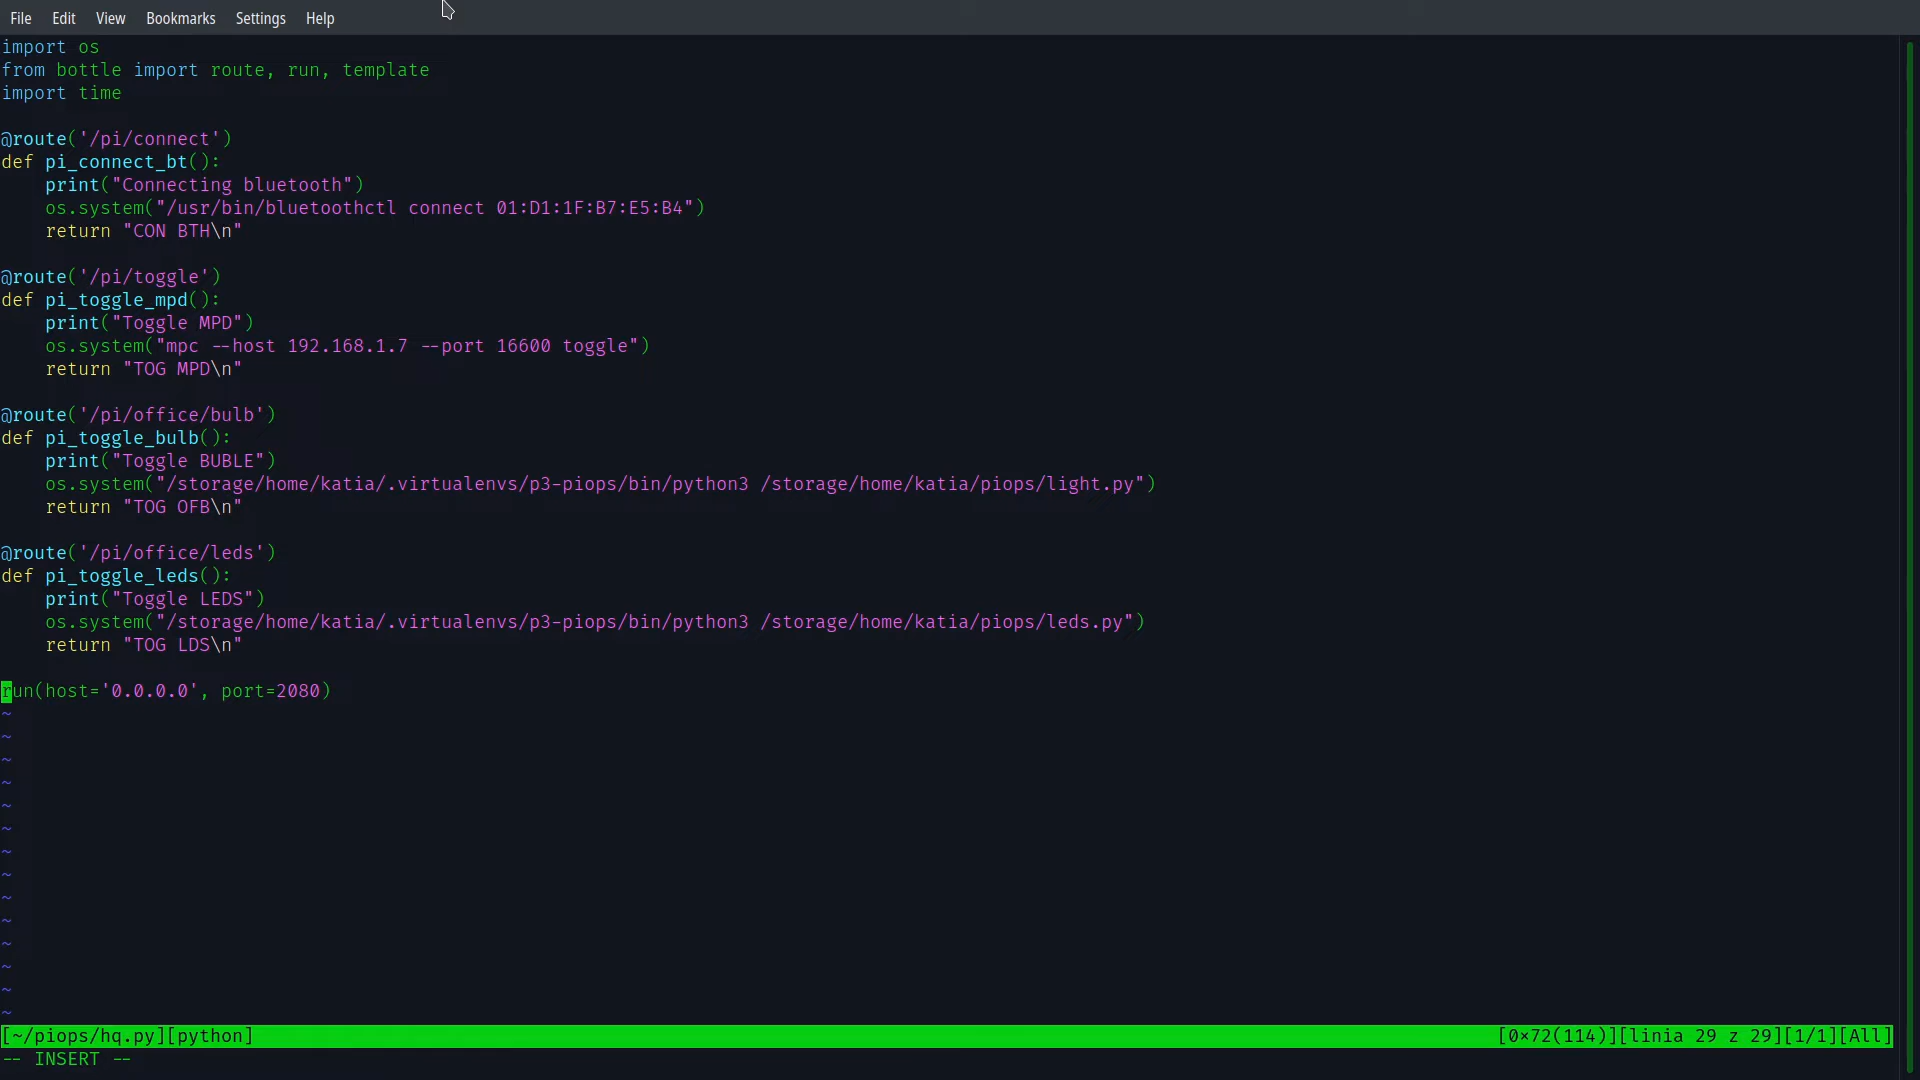 File Edit View Bookmarks Settings Help
import os
from bottle import route, run, template
import time
@route('/pi/connect')
def pi_connect_bt():
    print("Connecting bluetooth")
    os.system("/usr/bin/bluetoothctl connect 01:D1:1F:B7:E5:B4")
    return "CON BTH\n"
@route('/pi/toggle')
def pi_toggle_mpd():
    print("Toggle MPD")
    os.system("mpc --host 192.168.1.7 --port 16600 toggle")
    return "TOG MPD\n"
@route('/pi/office/bulb')
def pi_toggle_bulb():
    print("Toggle BUBLE")
    os.system("/storage/home/katia/.virtualenvs/p3-piops/bin/python3 /storage/home/katia/piops/light.py")
    return "TOG OFB\n"
@route('/pi/office/leds')
def pi_toggle_leds():
    print("Toggle LEDS")
    os.system("/storage/home/katia/.virtualenvs/p3-piops/bin/python3 /storage/home/katia/piops/leds.py")
    return "TOG LDS\n"
run(host='0.0.0.0', port=2080)
~
~
~
~
~
~
~
~
~
~
~
~
~
~
[~/piops/hq.py][python] [0×72(114)][linia 29 z 29][1/1][All]
-- INSERT --